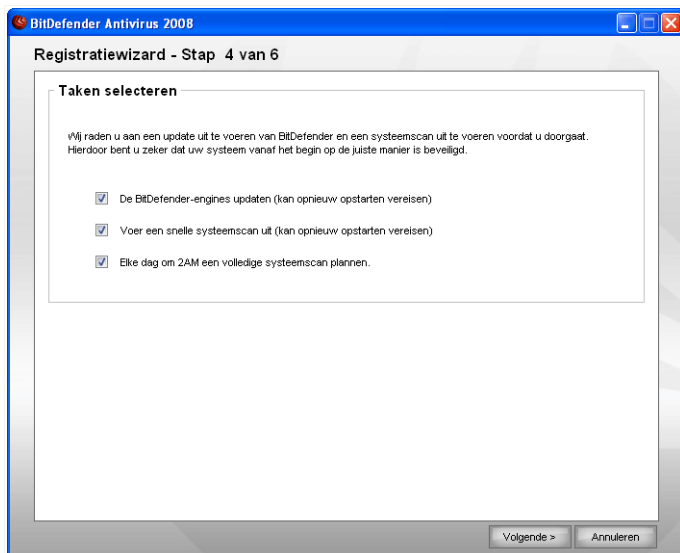 BitDefender Antivirus 2008
Registratiewizard - Stap 4 van 6
Taken selecteren
Wij raden u aan een update uit te voeren van BitDefender en een systeemscan uit te voeren voordat u doorgaat.
Hierdoor bent u zeker dat uw systeem vanaf het begin op de juiste manier is beveiligd.
De BitDefender-engines updaten (kan opnieuw opstarten vereisen)
Voer een snelle systeemscan uit (kan opnieuw opstarten vereisen)
Elke dag om 2AM een volledige systeemscan plannen.
Volgende >
Annuleren